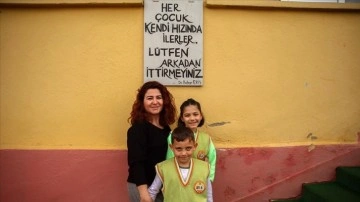 HER
ÇOCUK
KENDİ HIZINDA
İLERLER.
LÜTFEN
ARKADAN
İTTİRMEYİNİZ